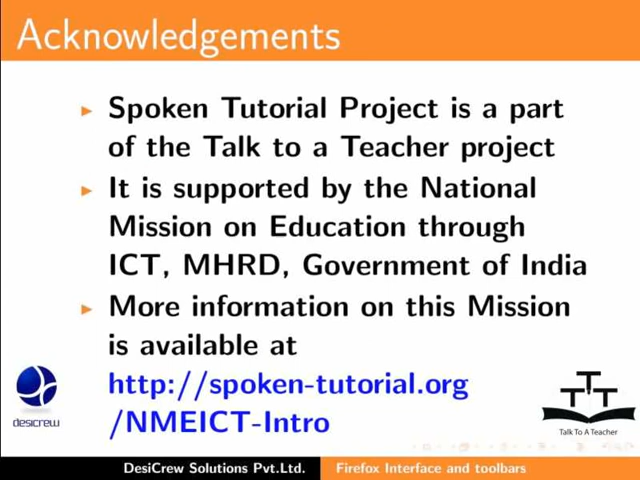 Acknowledgements
Spoken Tutorial Project is a part
of the Talk to a Teacher project
It is supported by the National
Mission on Education through
ICT, MHRD, Government of India
More information on this Mission
is available at
http://spoken-tutorial.org
/NMEICT-Intro
desicrew
TTT
Talk To A Teacher
DesiCrew Solutions Pvt.Ltd.
Firefox Interface and toolbars